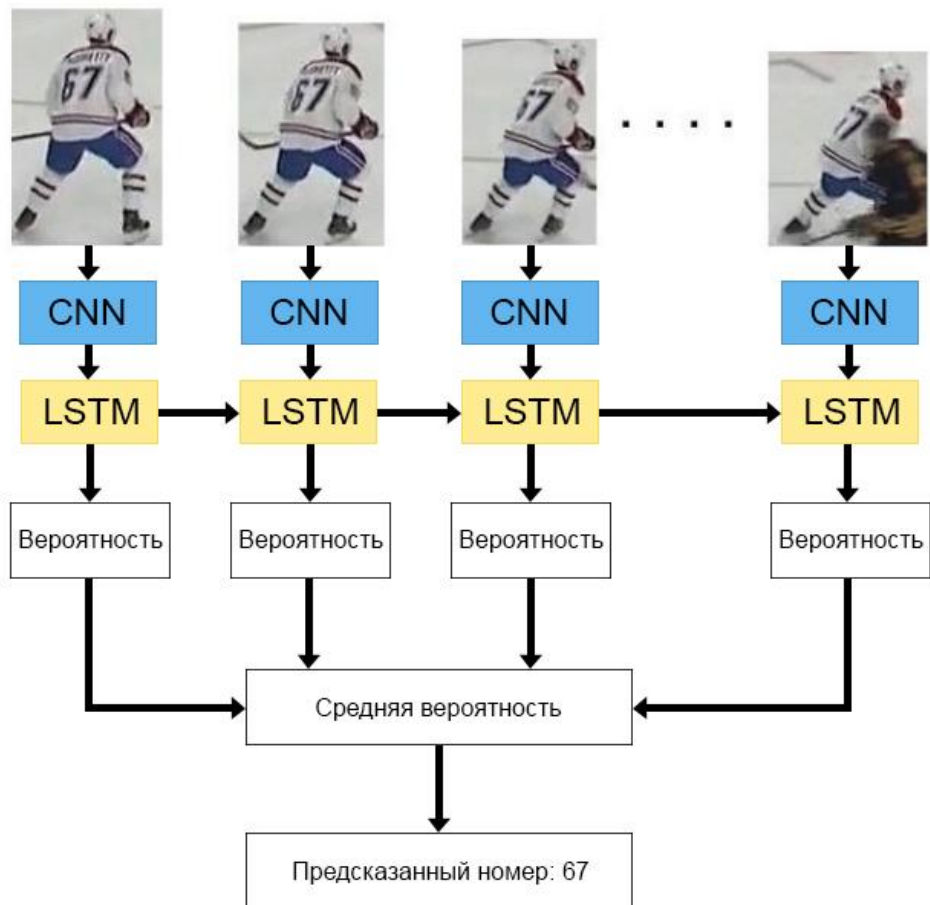 67
67
67
. . . .
CNN
CNN
CNN
CNN
LSTM
LSTM
LSTM
LSTM
Вероятность
Вероятность
Вероятность
Вероятность
Средняя вероятность
Предсказанный номер: 67